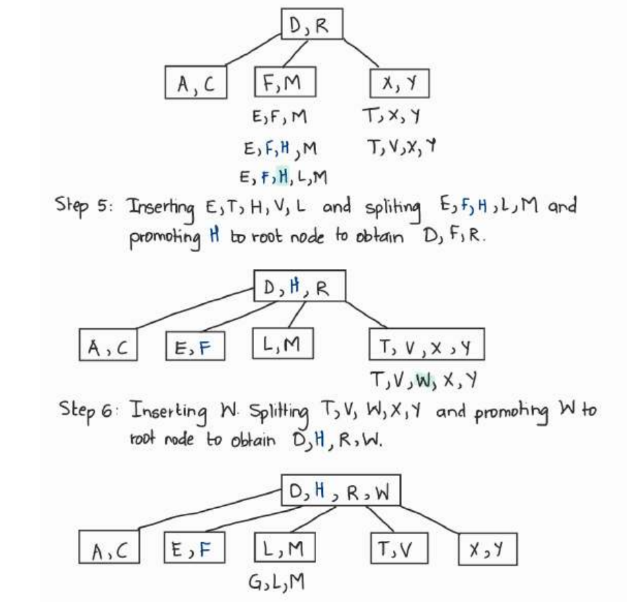 D, R
A, C F, M X, Y
E, F, M T, X, Y
E, F, H, M T, V, X, Y
E, F, H, L, M
Step 5: Inserting E, T, H, V, L and spliting E, F, H, L, M and
promoting H to root node to obtain D, F, R.
D, H, R
A, C E, F L, M T, V, X, Y
T, V, W, X, Y
Step 6: Inserting W. Splitting T, V, W, X, Y and promoting W to
root node to obtain D, H, R, W.
D, H, R, W
A, C E, F L, M T, V X, Y
G, L, M